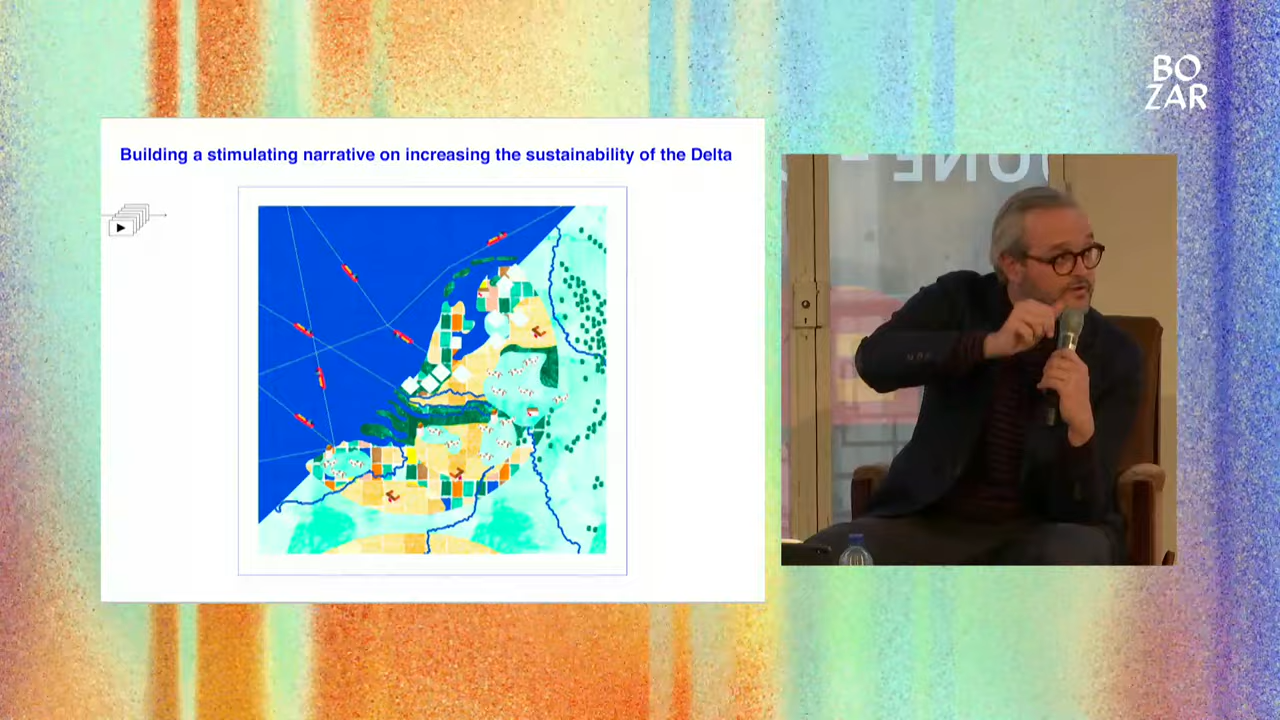 BO
ZAR
Building a stimulating narrative on increasing the sustainability of the Delta